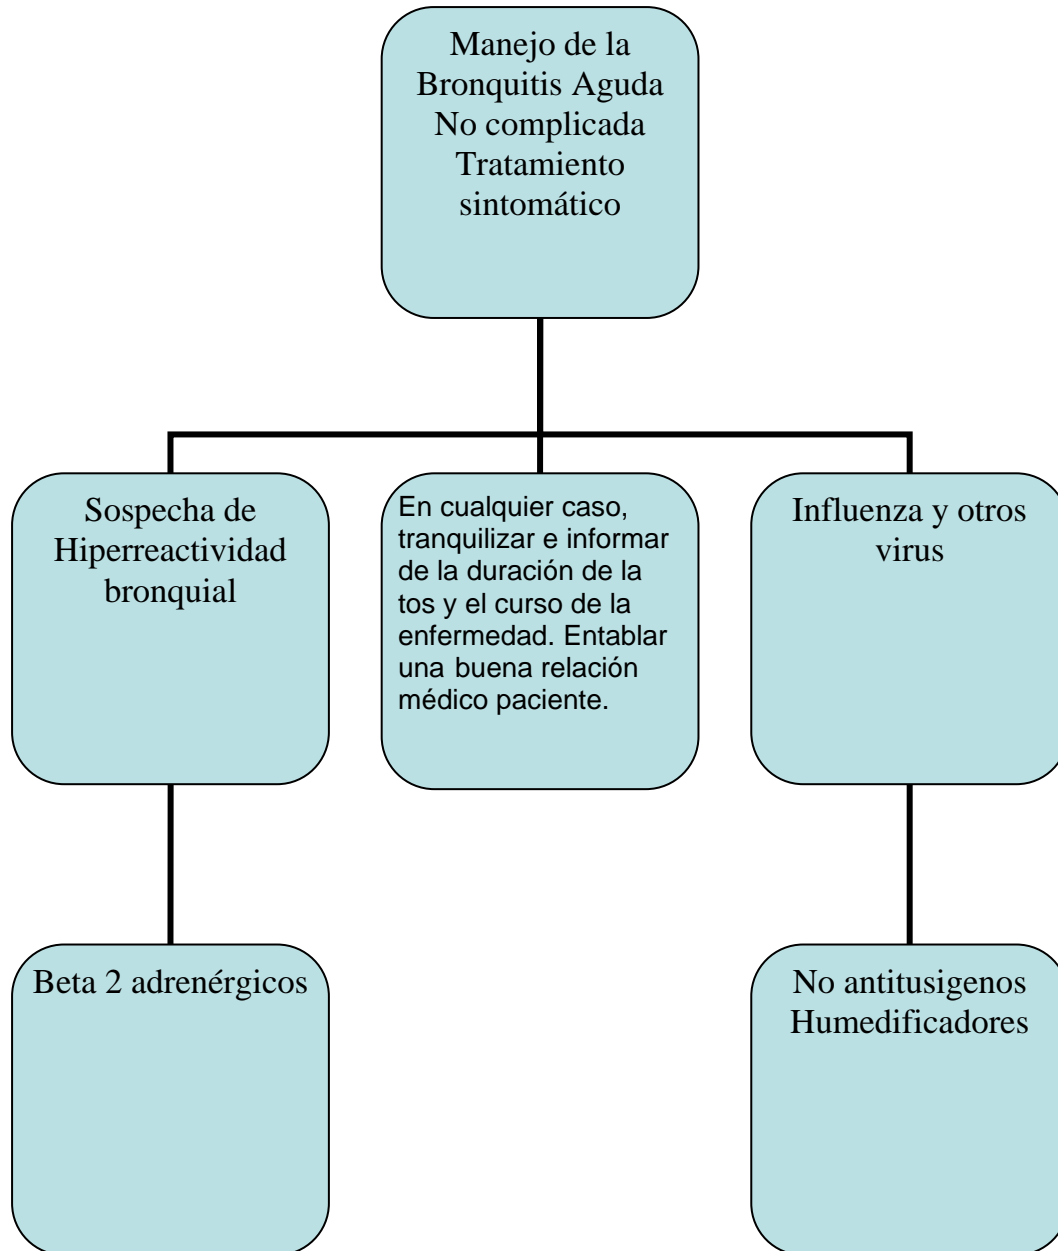 Manejo de la
Bronquitis Aguda
No complicada
Tratamiento
sintomático
Sospecha de
Hiperreactividad
bronquial
En cualquier caso,
tranquilizar e informar
de la duración de la
tos y el curso de la
enfermedad. Entablar
una buena relación
médico paciente.
Influenza y otros
virus
Beta 2 adrenérgicos
No antitusigenos
Humedificadores